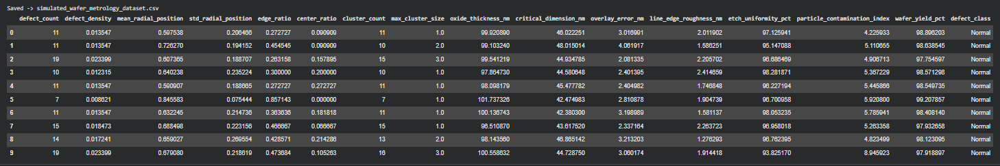 Saved -> simulated_wafer_metrology_dataset.csv
defect_count defect_density mean_radial_position std_radial_position edge_ratio center_ratio cluster_count max_cluster_size oxide_thickness_nm critical_dimension_nm overlay_error_nm line_edge_roughness_nm etch_uniformity_pct particle_contamination_index wafer_yield_pct defect_class
0 11 0.013547 0.597538 0.206466 0.272727 0.090909 11 1.0 99.920890 46.022251 3.016991 2.011902 97.125941 4.225933 98.896203 Normal
1 11 0.013547 0.726270 0.194152 0.454545 0.090909 10 2.0 99.103240 48.015014 4.061917 1.586251 95.147088 5.110655 98.638545 Normal
2 19 0.023399 0.607365 0.188707 0.263158 0.157895 15 3.0 99.541219 44.934785 2.081335 2.205702 96.686469 4.906713 97.754597 Normal
3 10 0.012315 0.640238 0.235224 0.300000 0.200000 10 1.0 97.864730 44.580648 2.401395 2.414659 98.281871 5.367229 98.571298 Normal
4 11 0.013547 0.590907 0.188665 0.272727 0.272727 11 1.0 98.098179 45.477782 2.404982 1.746848 96.227194 5.445866 98.549735 Normal
5 7 0.008621 0.845583 0.075444 0.857143 0.000000 7 1.0 101.737326 42.474983 2.810878 1.904739 96.700958 5.920800 99.207857 Normal
6 11 0.013547 0.632245 0.214736 0.363636 0.181818 11 1.0 100.136743 42.380300 3.198989 1.581137 98.053235 5.785941 98.408140 Normal
7 15 0.018473 0.688498 0.223156 0.466667 0.066667 15 1.0 96.510870 43.617520 2.337164 2.263723 96.958018 5.263358 97.932658 Normal
8 14 0.017241 0.659027 0.269554 0.428571 0.214286 13 2.0 98.143560 46.865142 3.213203 1.276293 96.762395 4.823499 98.123095 Normal
9 19 0.023399 0.679080 0.218619 0.473684 0.105263 16 3.0 100.558632 44.728750 3.060174 1.914418 93.825170 8.945923 97.918897 Normal